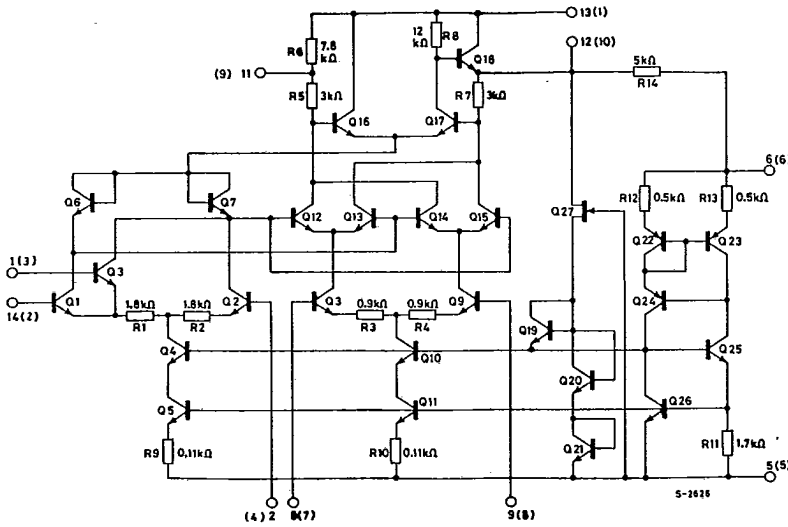 13(1)
R6 7.8 kΩ
12 kΩ R8
Q18
12(10)
(9) 11
R5 3kΩ
R7 3kΩ
5kΩ
R14
Q16
Q17
6(6)
R12 0.5kΩ
R13 0.5kΩ
Q6
Q7
Q12
Q13
Q14
Q15
Q27
Q22
Q23
1(3)
Q3
14(2)
Q1
1.8kΩ
R1
1.8kΩ
R2
Q2
Q3
0.9kΩ
R3
0.9kΩ
R4
Q9
Q24
Q19
Q4
Q10
Q25
Q20
Q5
Q11
Q26
R9 0.11kΩ
R10 0.11kΩ
Q21
R11 1.7kΩ
5(5)
S-2626
(4)2
8(7)
9(8)